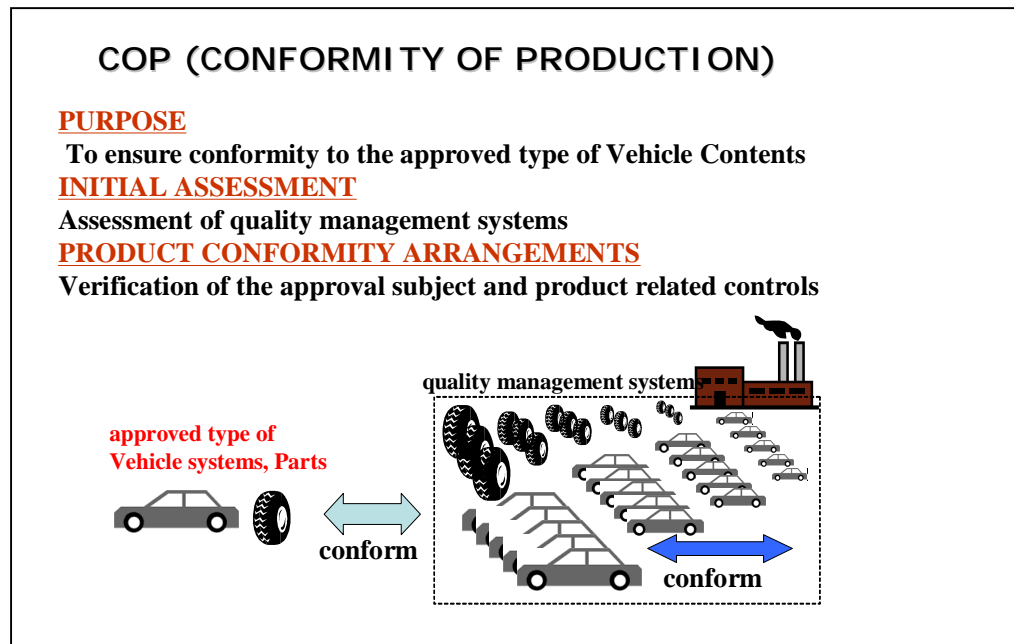 COP (CONFORMITY OF PRODUCTION)
PURPOSE
To ensure conformity to the approved type of Vehicle Contents
INITIAL ASSESSMENT
Assessment of quality management systems
PRODUCT CONFORMITY ARRANGEMENTS
Verification of the approval subject and product related controls
quality management systems
approved type of
Vehicle systems, Parts
conform
conform